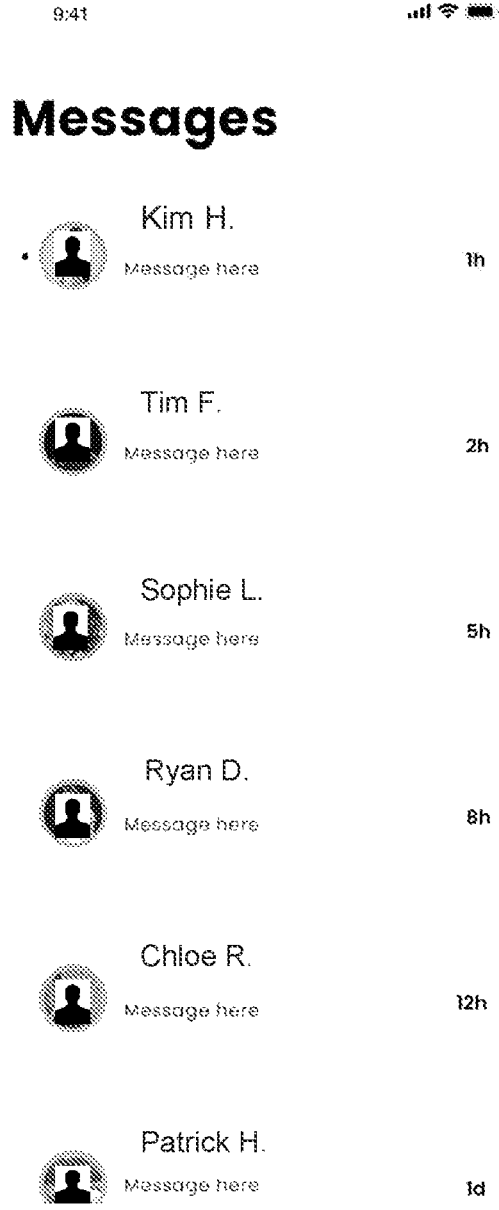 9:41
Messages
Kim H.
Message here
1h
Tim F.
Message here
2h
Sophie L.
Message here
5h
Ryan D.
Message here
8h
Chloe R.
Message here
12h
Patrick H.
Message here
1d